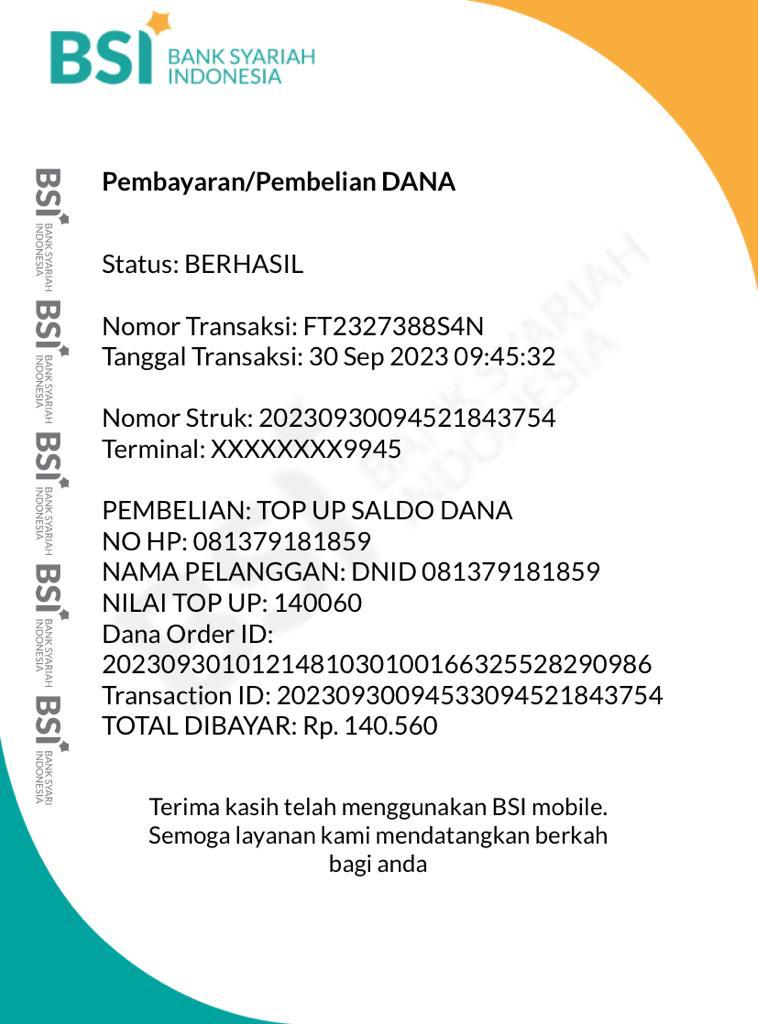 BSI BANK SYARIAH
INDONESIA
Pembayaran/Pembelian DANA
Status: BERHASIL
Nomor Transaksi: FT2327388S4N
Tanggal Transaksi: 30 Sep 2023 09:45:32
Nomor Struk: 20230930094521843754
Terminal: XXXXXXXX9945
PEMBELIAN: TOP UP SALDO DANA
NO HP: 081379181859
NAMA PELANGGAN: DNID 081379181859
NILAI TOP UP: 140060
Dana Order ID:
20230930101214810301001663255​28290986
Transaction ID: 20230930094533094521843754
TOTAL DIBAYAR: Rp. 140.560
Terima kasih telah menggunakan BSI mobile.
Semoga layanan kami mendatangkan berkah
bagi anda
BSI BANK SYARIAH
INDONESIA
BSI BANK SYARIAH
INDONESIA
BSI BANK SYARIAH
INDONESIA
BSI BANK SYARIAH
INDONESIA
BSI BANK SYARI
INDONESIA
BSI BANK SYARIAH
INDONESIA